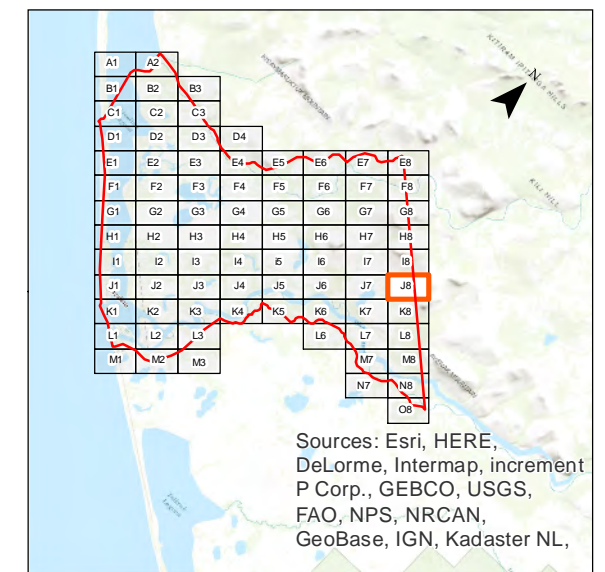 KITIRAM IPITINGA HILLS
N
KILI HILL
A1 A2
B1 B2 B3
C1 C2 C3
D1 D2 D3 D4
E1 E2 E3 E4 E5 E6 E7 E8
F1 F2 F3 F4 F5 F6 F7 F8
G1 G2 G3 G4 G5 G6 G7 G8
H1 H2 H3 H4 H5 H6 H7 H8
I1 I2 I3 I4 I5 I6 I7 I8
J1 J2 J3 J4 J5 J6 J7 J8
K1 K2 K3 K4 K5 K6 K7 K8
L1 L2 L3 L6 L7 L8
M1 M2 M3 M7 M8
N7 N8
O8
Sources: Esri, HERE,
DeLorme, Intermap, increment
P Corp., GEBCO, USGS,
FAO, NPS, NRCAN,
GeoBase, IGN, Kadaster NL,